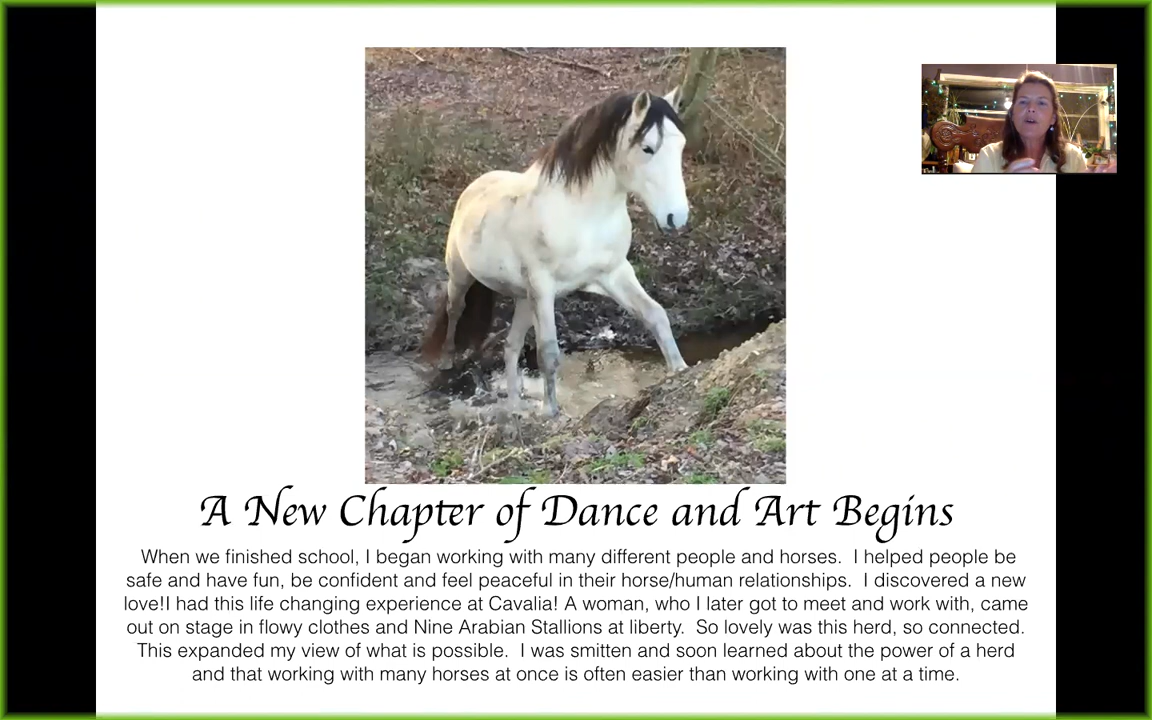 A New Chapter of Dance and Art Begins
When we finished school, I began working with many different people and horses.  I helped people be
safe and have fun, be confident and feel peaceful in their horse/human relationships.  I discovered a new
love!I had this life changing experience at Cavalia! A woman, who I later got to meet and work with, came
out on stage in flowy clothes and Nine Arabian Stallions at liberty.  So lovely was this herd, so connected.
This expanded my view of what is possible.  I was smitten and soon learned about the power of a herd
and that working with many horses at once is often easier than working with one at a time.